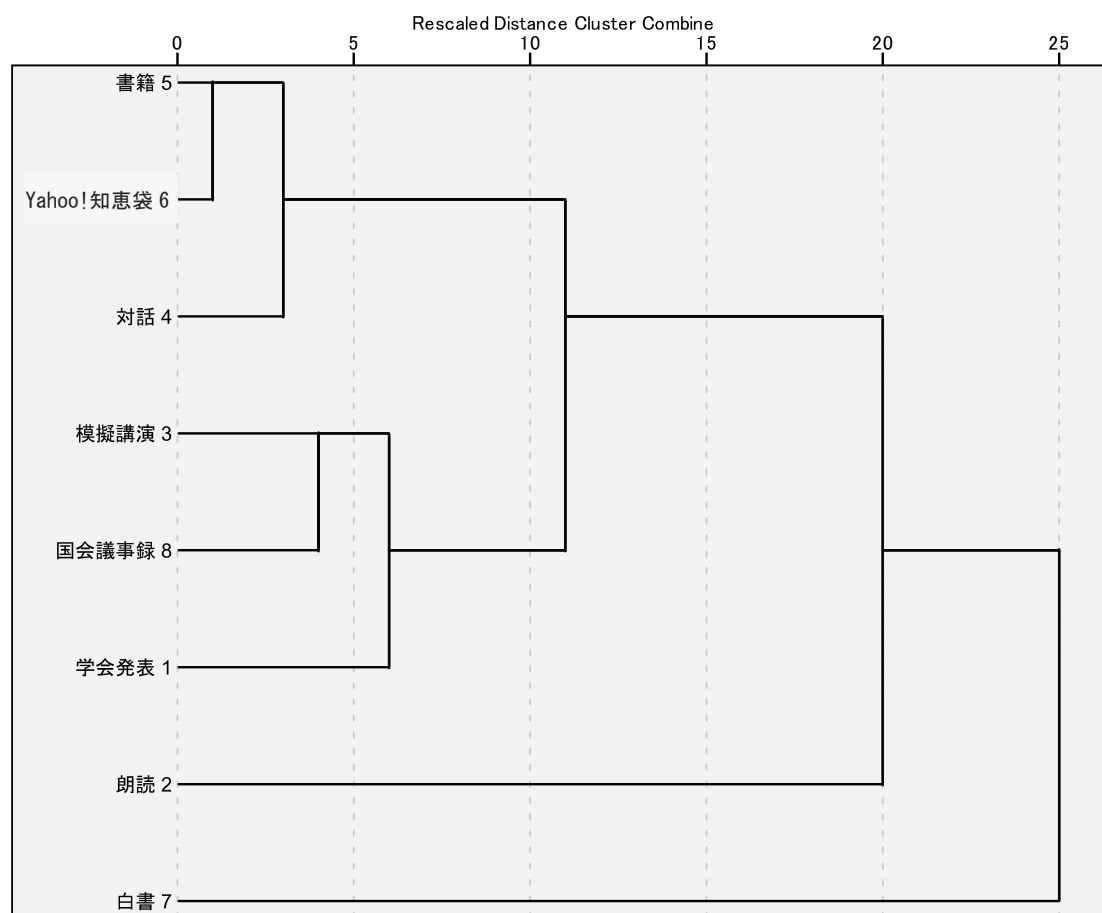 Rescaled Distance Cluster Combine
0 5 10 15 20 25
書籍 5
Yahoo!知恵袋 6
対話 4
模擬講演 3
国会議事録 8
学会発表 1
朗読 2
白書 7